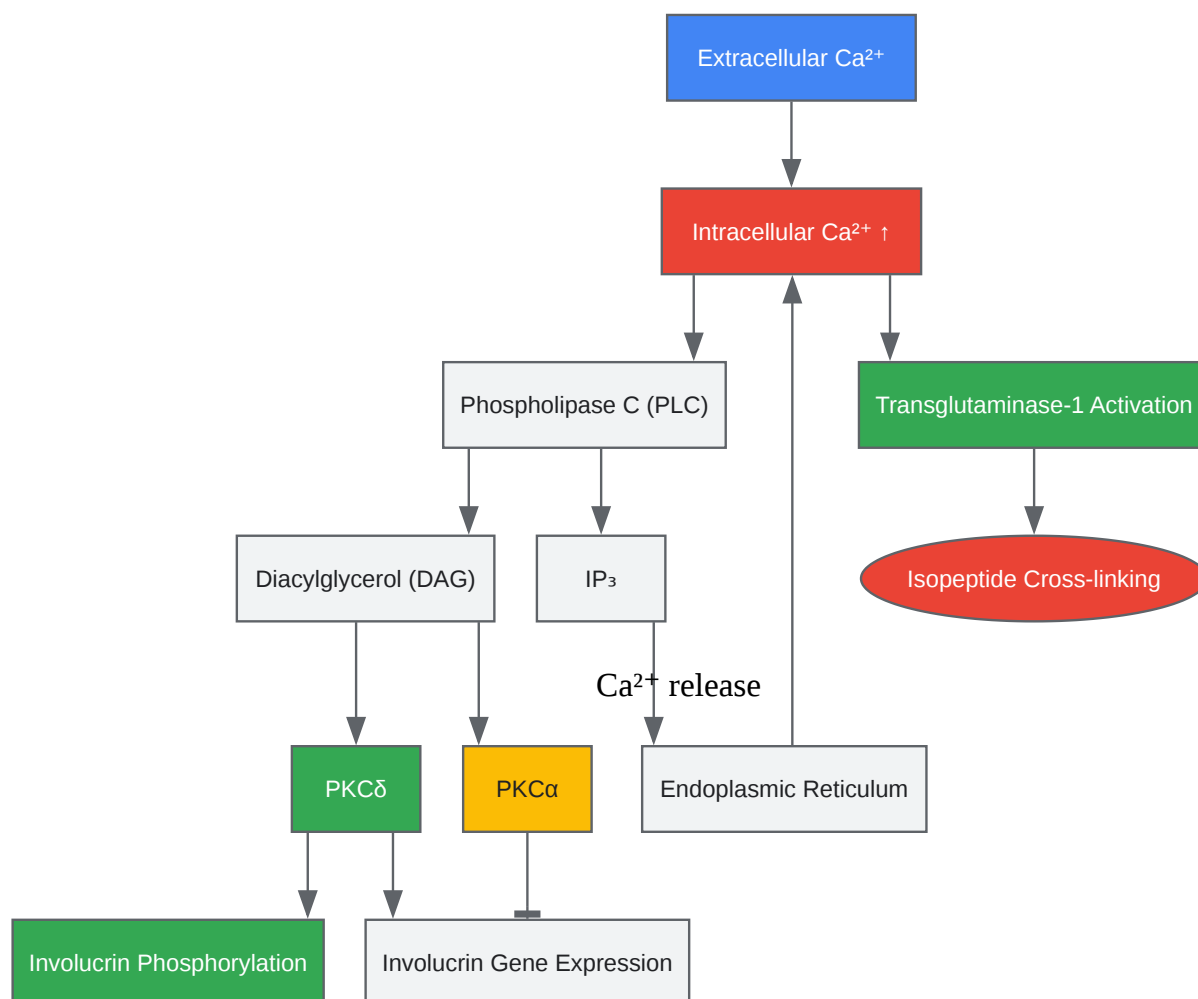 Extracellular Ca²⁺
Intracellular Ca²⁺ ↑
Phospholipase C (PLC)
Transglutaminase-1 Activation
Diacylglycerol (DAG)
IP₃
Isopeptide Cross-linking
Ca²⁺ release
PKCδ
PKCα
Endoplasmic Reticulum
Involucrin Phosphorylation
Involucrin Gene Expression